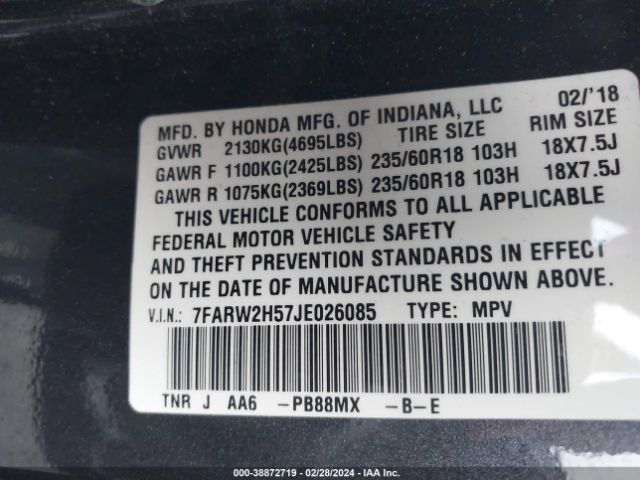 MFD. BY HONDA MFG. OF INDIANA, LLC 02/'18
GVWR 2130KG(4695LBS) TIRE SIZE RIM SIZE
GAWR F 1100KG(2425LBS) 235/60R18 103H 18X7.5J
GAWR R 1075KG(2369LBS) 235/60R18 103H 18X7.5J
THIS VEHICLE CONFORMS TO ALL APPLICABLE
FEDERAL MOTOR VEHICLE SAFETY
AND THEFT PREVENTION STANDARDS IN EFFECT
ON THE DATE OF MANUFACTURE SHOWN ABOVE.
V.I.N.: 7FARW2H57JE026085 TYPE: MPV
TNR J AA6 -PB88MX -B-E
000-38872719 - 02/28/2024 - IAA Inc.